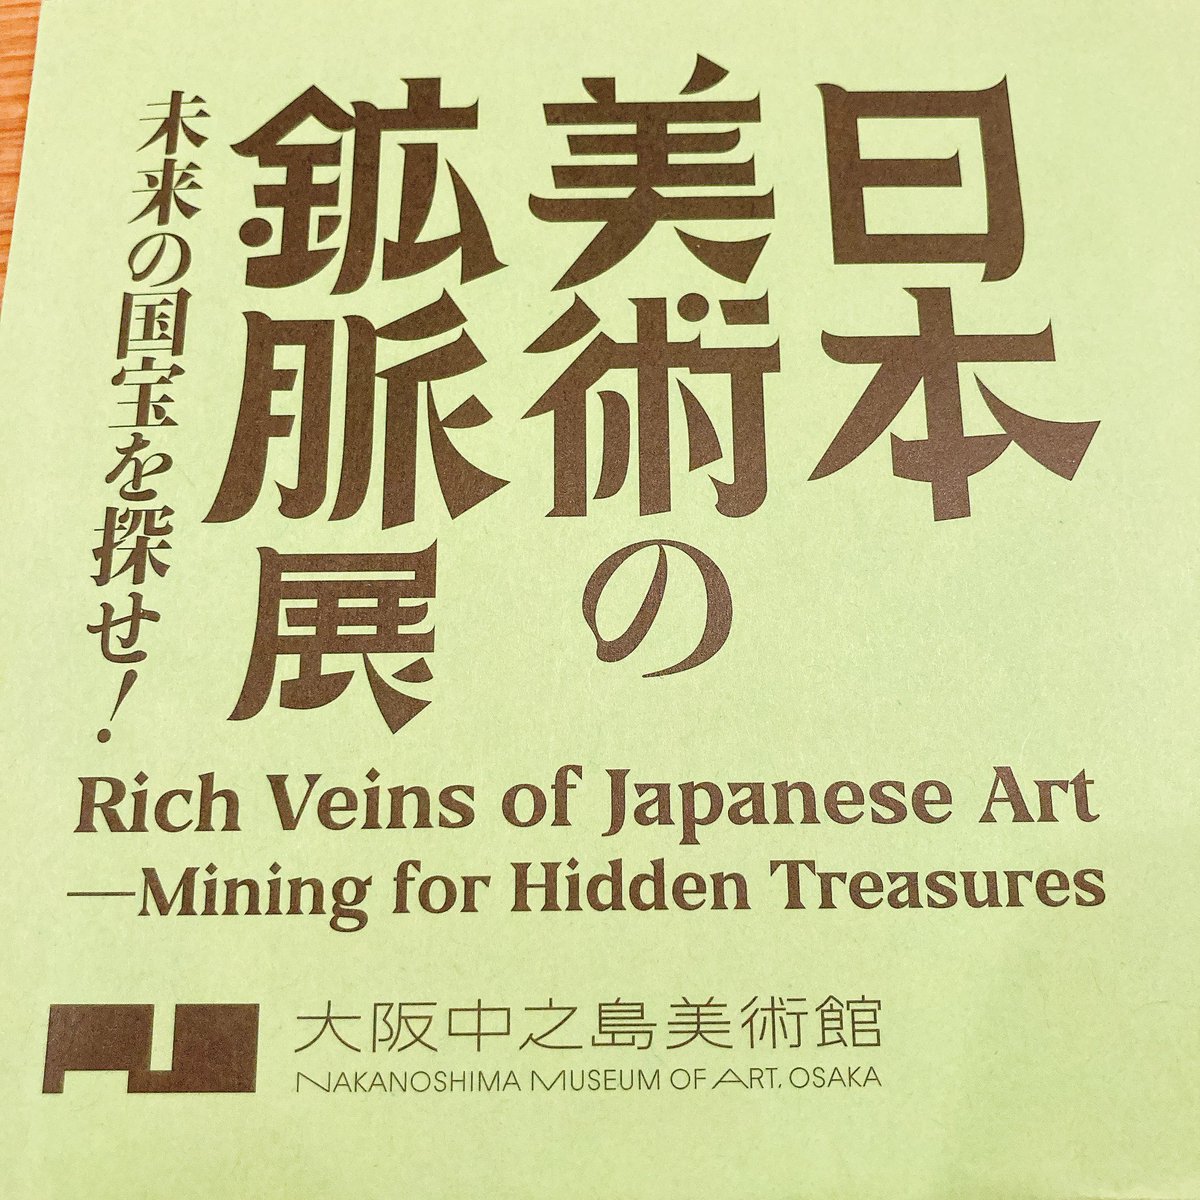 日本
美術の
鉱脈展
未来の国宝を探せ！
Rich Veins of Japanese Art
—Mining for Hidden Treasures
大阪中之島美術館
NAKANOSHIMA MUSEUM OF ART, OSAKA